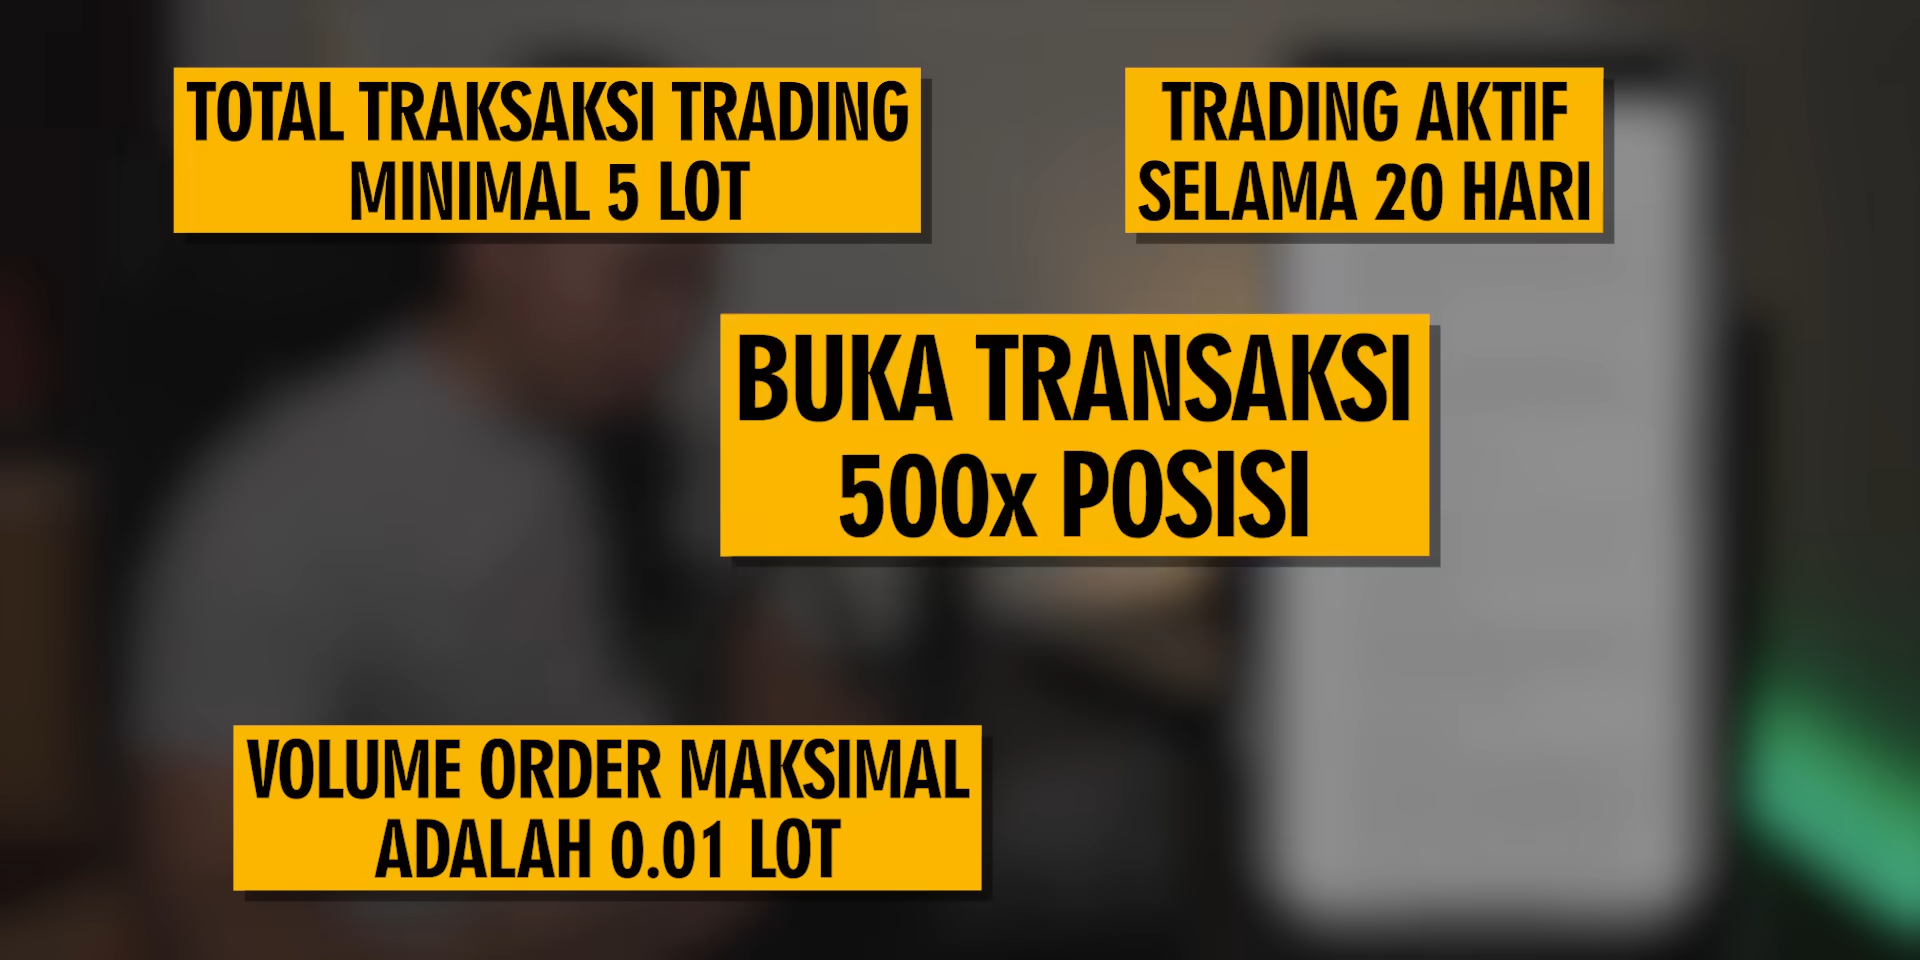 TOTAL TRAKSAKSI TRADING
MINIMAL 5 LOT
TRADING AKTIF
SELAMA 20 HARI
BUKA TRANSAKSI
500x POSISI
VOLUME ORDER MAKSIMAL
ADALAH 0.01 LOT